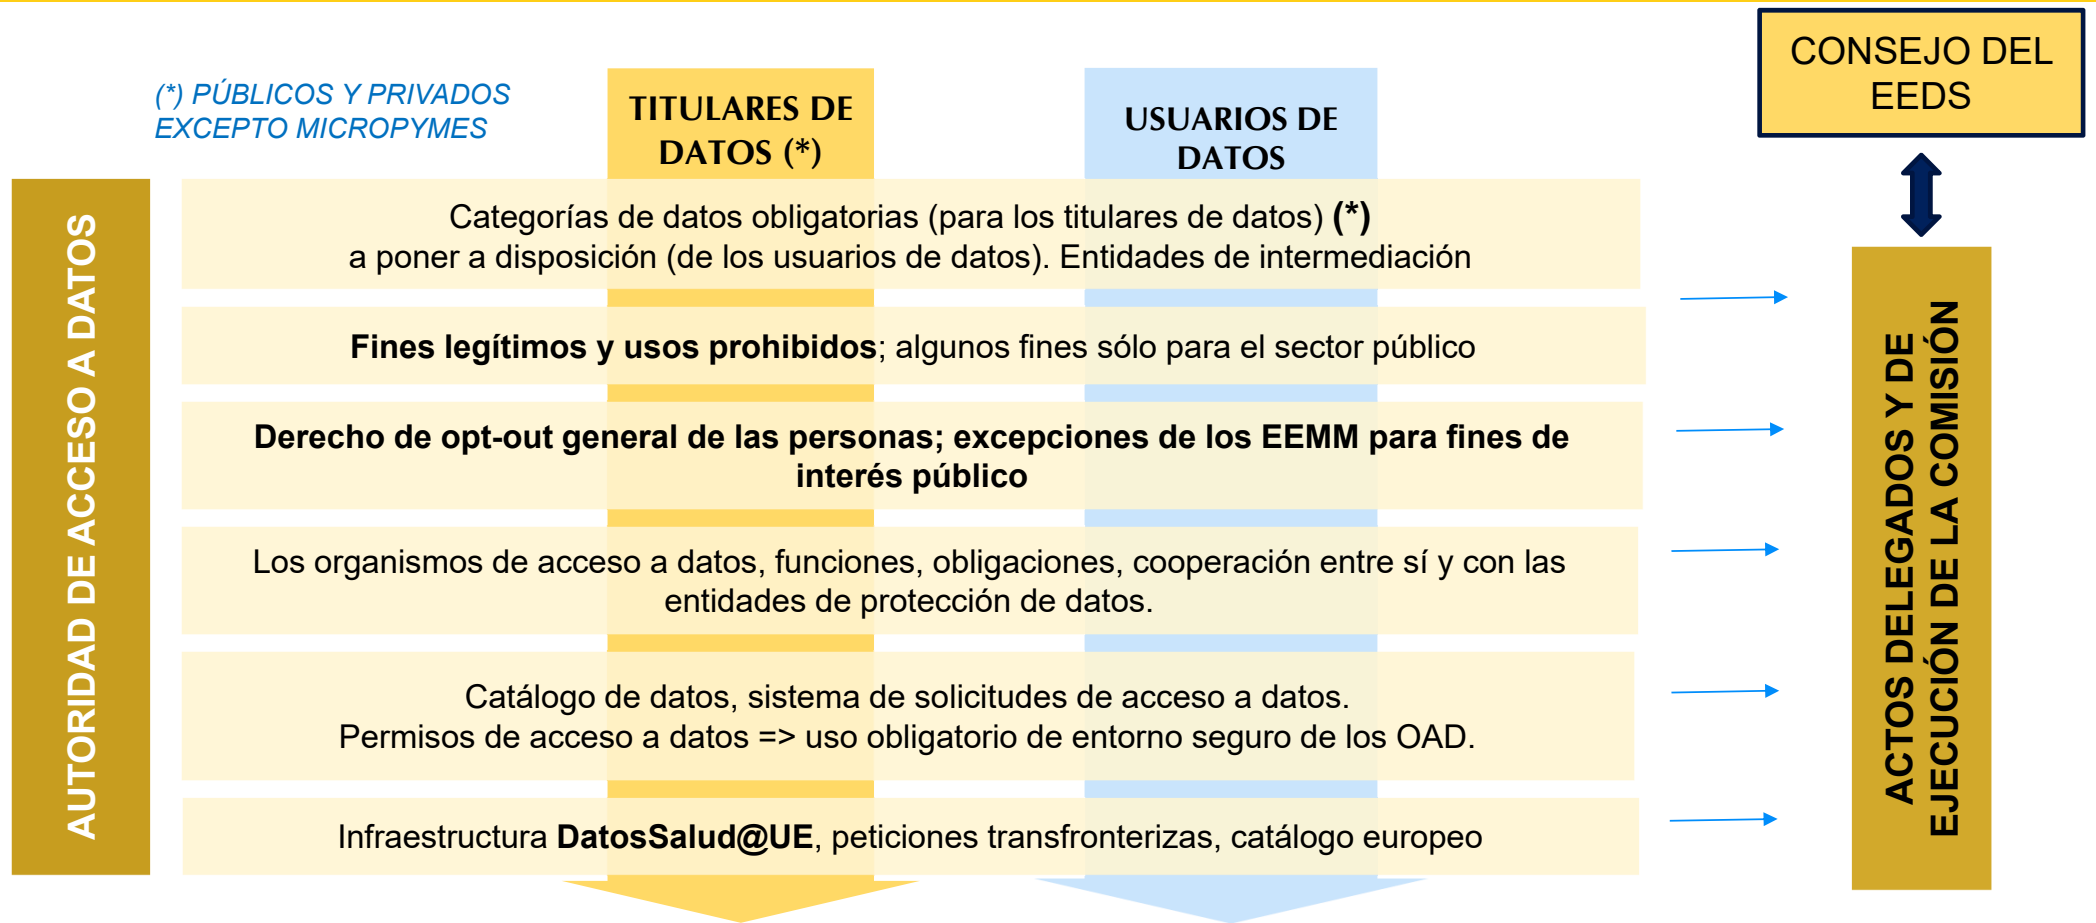 (*) PÚBLICOS Y PRIVADOS
EXCEPTO MICROPYMES
TITULARES DE
DATOS (*)
USUARIOS DE
DATOS
CONSEJO DEL
EEDS
AUTORIDAD DE ACCESO A DATOS
Categorías de datos obligatorias (para los titulares de datos) (*)
a poner a disposición (de los usuarios de datos). Entidades de intermediación
Fines legítimos y usos prohibidos; algunos fines sólo para el sector público
Derecho de opt-out general de las personas; excepciones de los EEMM para fines de
interés público
Los organismos de acceso a datos, funciones, obligaciones, cooperación entre sí y con las
entidades de protección de datos.
Catálogo de datos, sistema de solicitudes de acceso a datos.
Permisos de acceso a datos => uso obligatorio de entorno seguro de los OAD.
Infraestructura DatosSalud@UE, peticiones transfronterizas, catálogo europeo
ACTOS DELEGADOS Y DE
EJECUCIÓN DE LA COMISIÓN